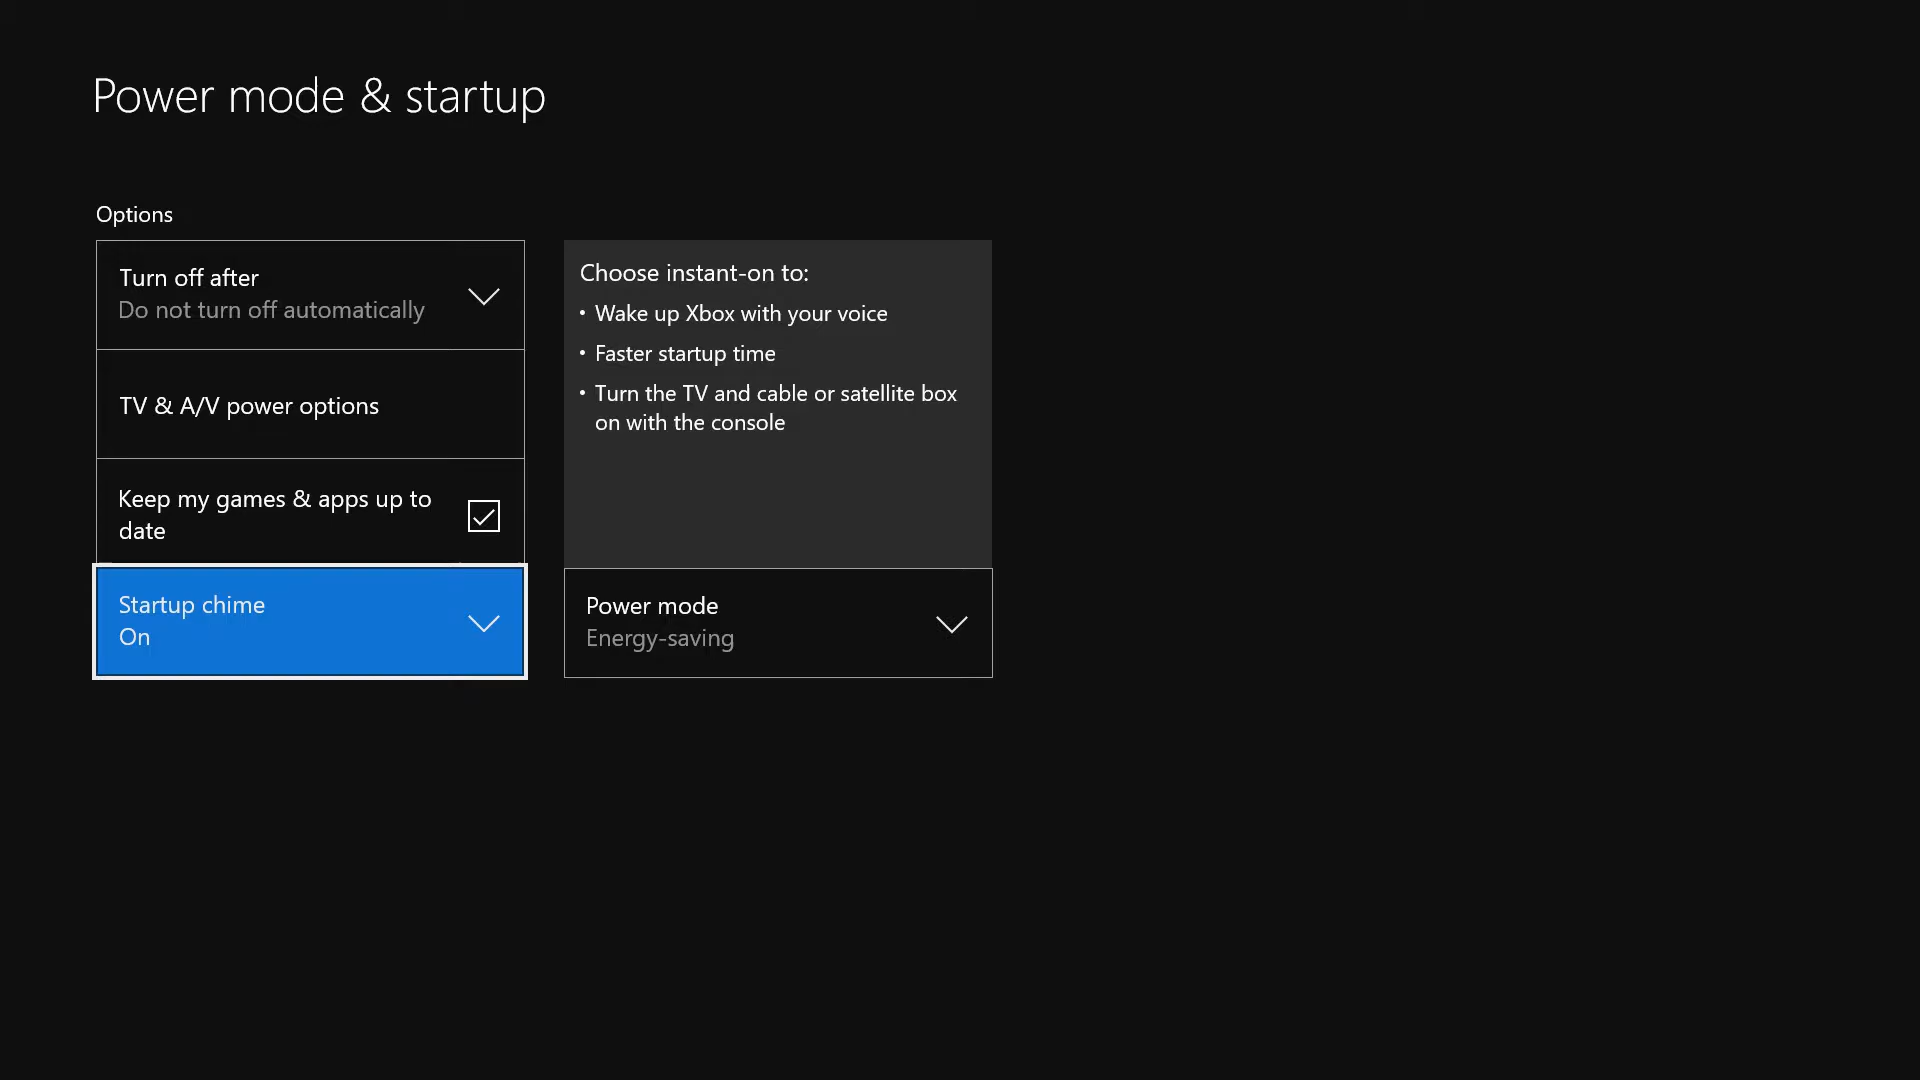 Power mode & startup
Options
Turn off after
Do not turn off automatically
TV & A/V power options
Keep my games & apps up to
date
Startup chime
On
Choose instant-on to:
• Wake up Xbox with your voice
• Faster startup time
• Turn the TV and cable or satellite box
on with the console
Power mode
Energy-saving